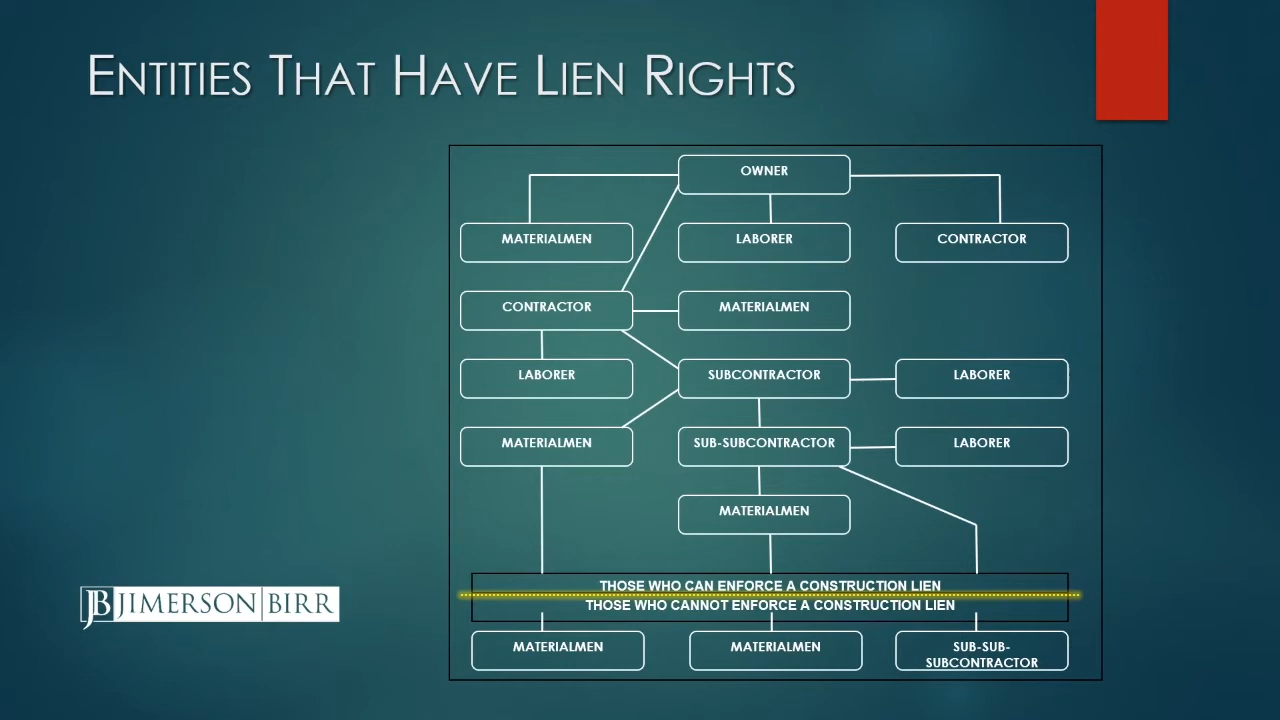 ENTITIES THAT HAVE LIEN RIGHTS
OWNER
MATERIALMEN
LABORER
CONTRACTOR
CONTRACTOR
MATERIALMEN
LABORER
SUBCONTRACTOR
LABORER
MATERIALMEN
SUB-SUBCONTRACTOR
LABORER
MATERIALMEN
THOSE WHO CAN ENFORCE A CONSTRUCTION LIEN
THOSE WHO CANNOT ENFORCE A CONSTRUCTION LIEN
MATERIALMEN
MATERIALMEN
SUB-SUB-
SUBCONTRACTOR
JB JIMERSON BIRR